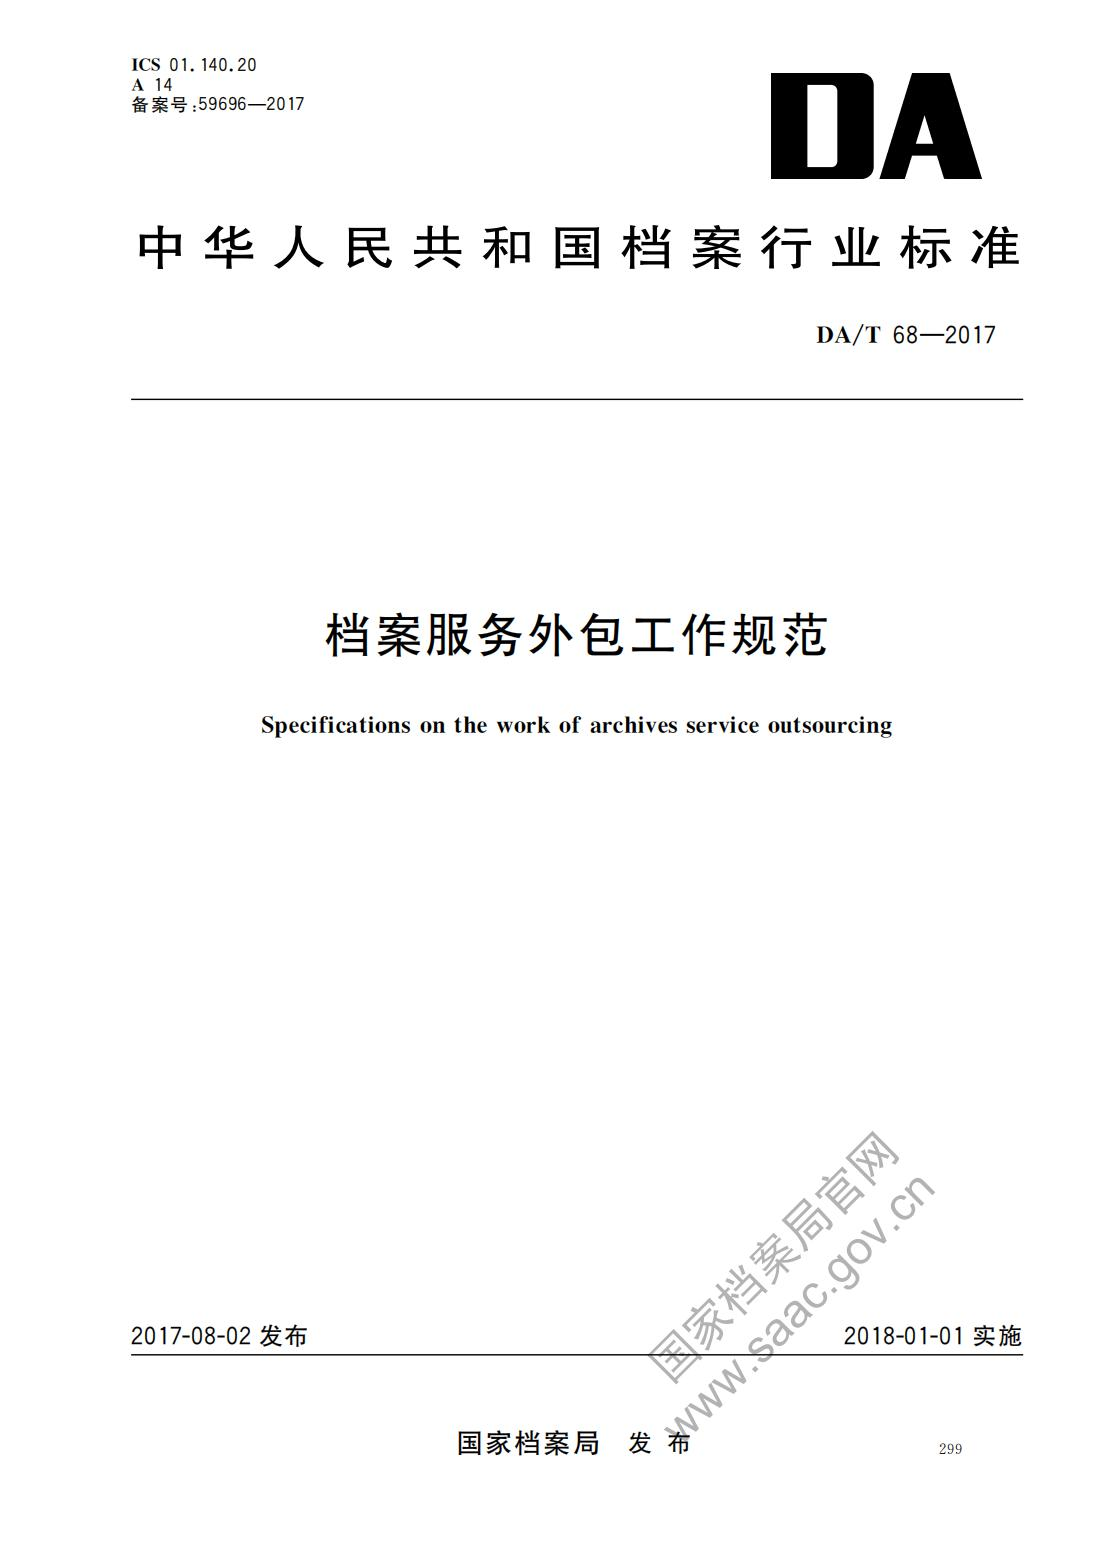 ICS 01.140.20
A 14
备案号:59696—2017
DA
中华人民共和国档案行业标准
DA/T 68—2017
档案服务外包工作规范
Specifications on the work of archives service outsourcing
国家档案局官网
www.saac.gov.cn
2017-08-02 发布
2018-01-01 实施
国家档案局 发布
299